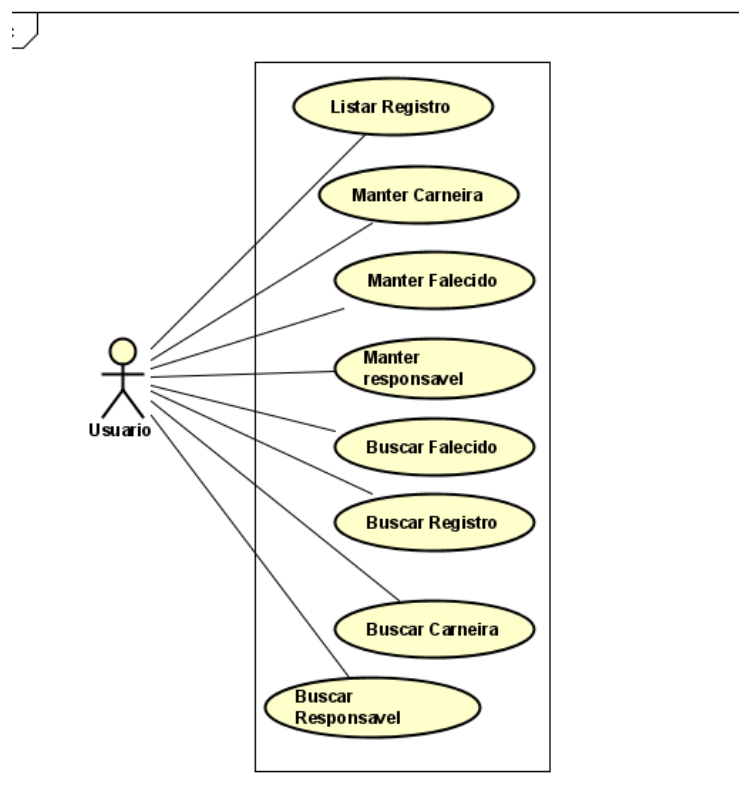 Listar Registro
Manter Carneira
Manter Falecido
Manter
responsavel
Usuario
Buscar Falecido
Buscar Registro
Buscar Carneira
Buscar
Responsavel